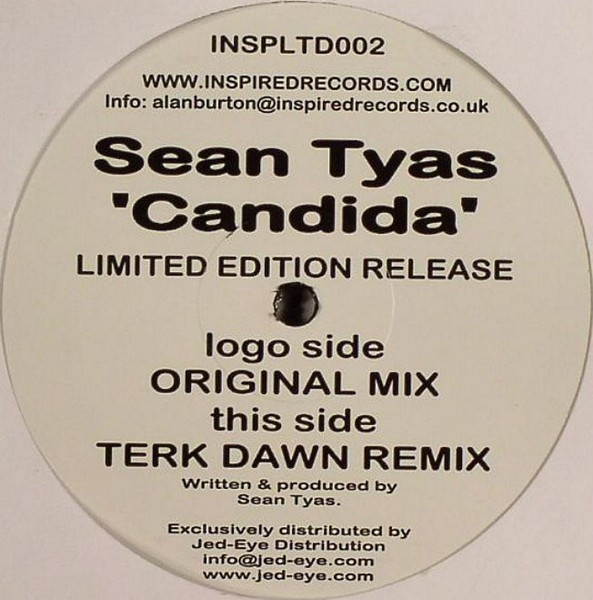 INSPLTD002
WWW.INSPIREDRECORDS.COM
Info: alanburton@inspiredrecords.co.uk
Sean Tyas
'Candida'
LIMITED EDITION RELEASE
logo side
ORIGINAL MIX
this side
TERK DAWN REMIX
Written & produced by
Sean Tyas.
Exclusively distributed by
Jed-Eye Distribution
info@jed-eye.com
www.jed-eye.com